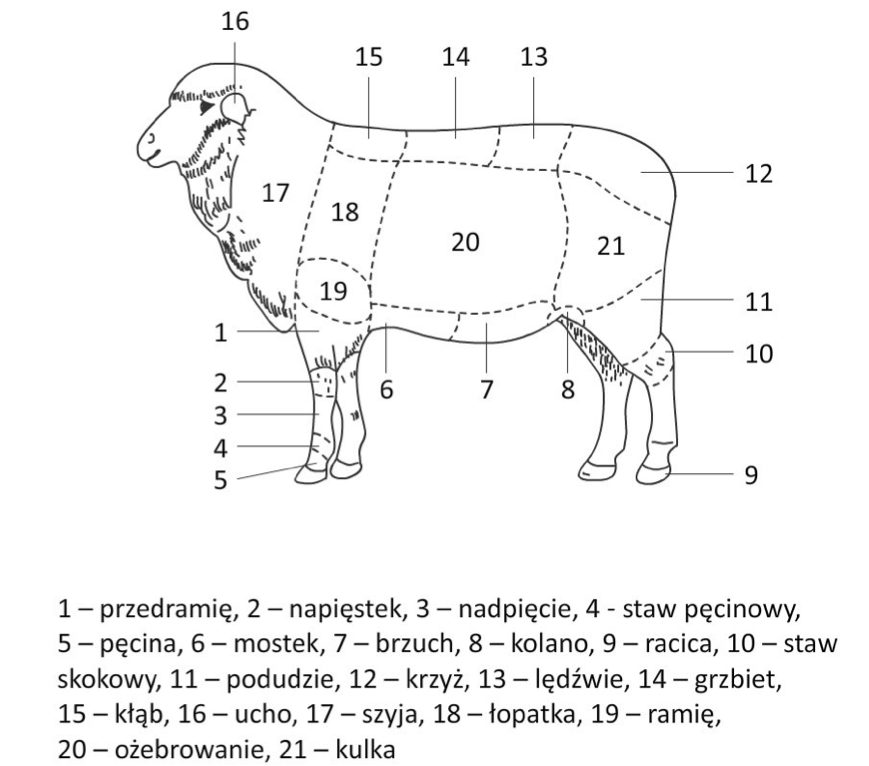 16
15 14 13
12
17
18
20
21
19
11
1
10
2
6 7 8
3
4
5
9
1 – przedramię, 2 – napięstek, 3 – nadpięcie, 4 - staw pęcinowy,
5 – pęcina, 6 – mostek, 7 – brzuch, 8 – kolano, 9 – racica, 10 – staw
skokowy, 11 – podudzie, 12 – krzyż, 13 – lędźwie, 14 – grzbiet,
15 – kłąb, 16 – ucho, 17 – szyja, 18 – łopatka, 19 – ramię,
20 – ożebrowanie, 21 – kulka